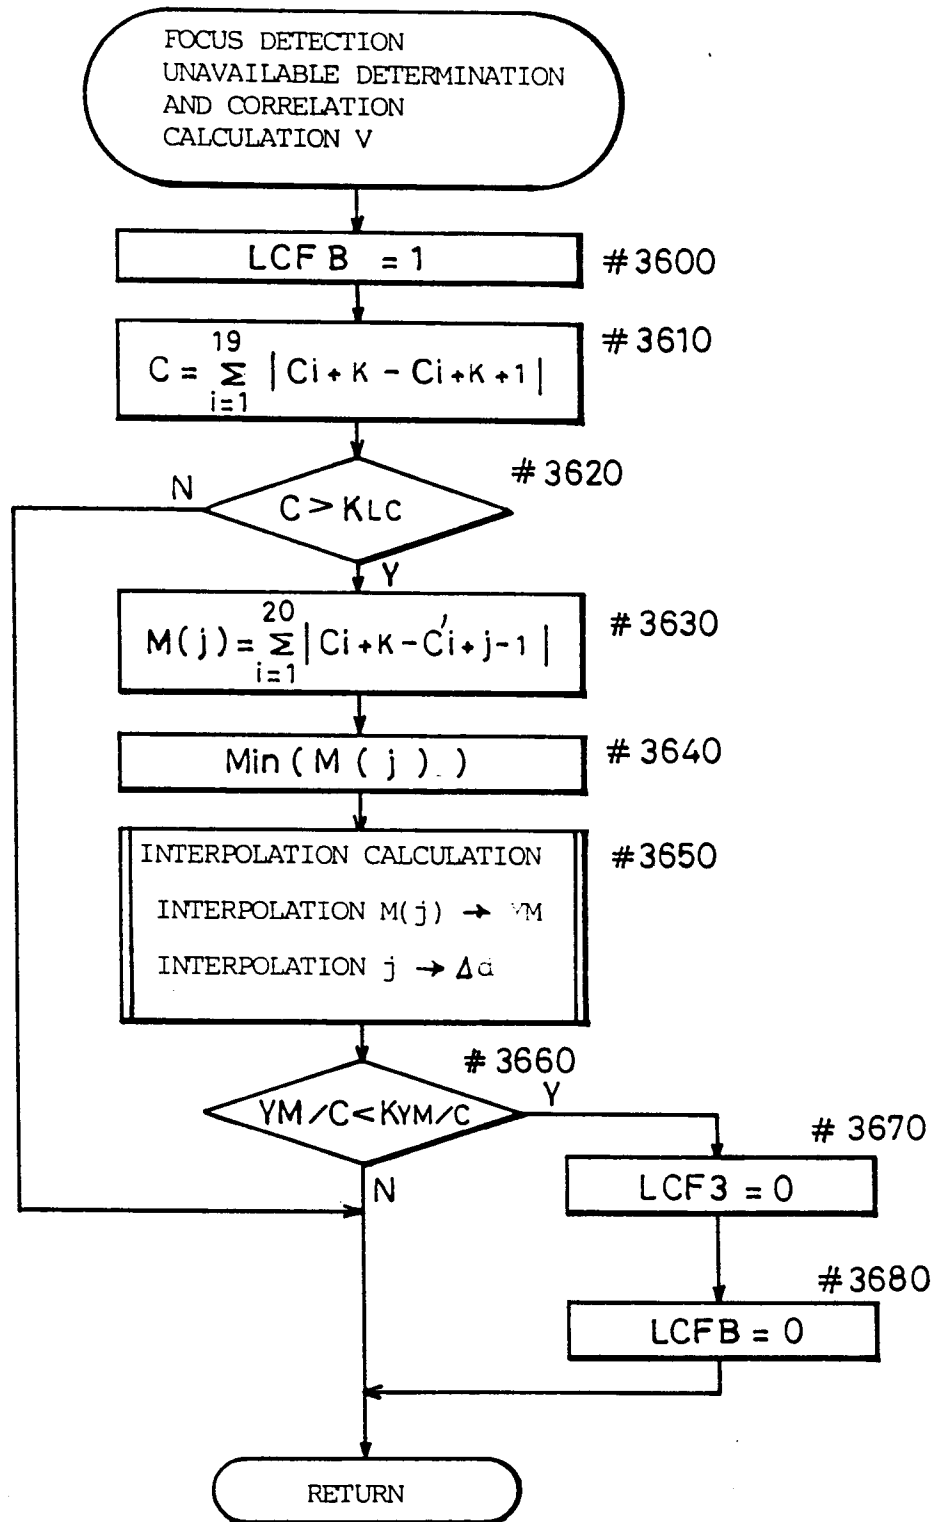 FOCUS DETECTION
UNAVAILABLE DETERMINATION
AND CORRELATION
CALCULATION V
LCFB = 1
#3600
#3610
19
C = Σ |Ci+K - Ci+K+1|
i=1
#3620
N
C > KLC
Y
20
M(j) = Σ |Ci+K - C'i+j-1|
i=1
#3630
Min(M(j))
#3640
INTERPOLATION CALCULATION
#3650
INTERPOLATION M(j) → YM
INTERPOLATION j → Δd
#3660
YM/C < KYM/C
Y
N
#3670
LCF3 = 0
#3680
LCFB = 0
RETURN